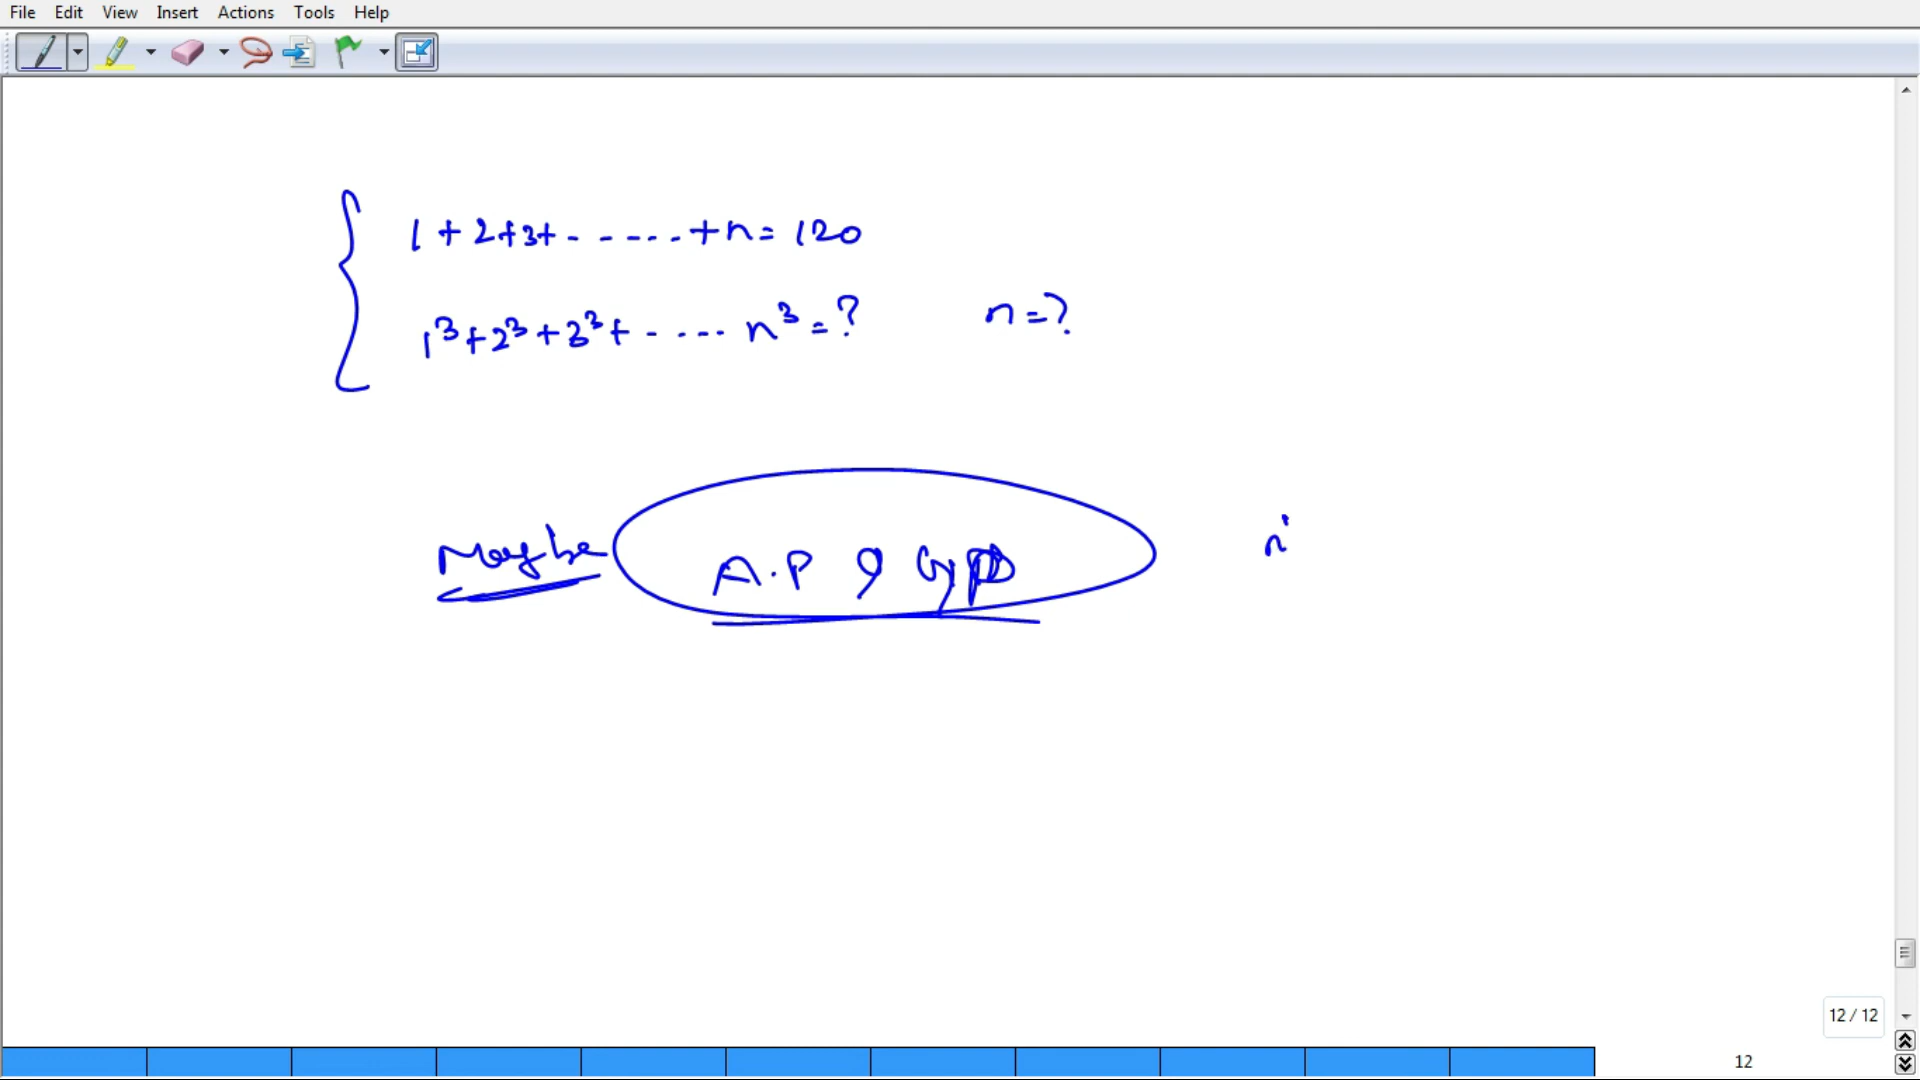 File Edit View Insert Actions Tools Help
1 + 2 + 3 + - - - - - - + n = 120
1³ + 2³ + 3³ + - - - - n³ = ?
n = ?
Maybe A.P
n
12 / 12
12